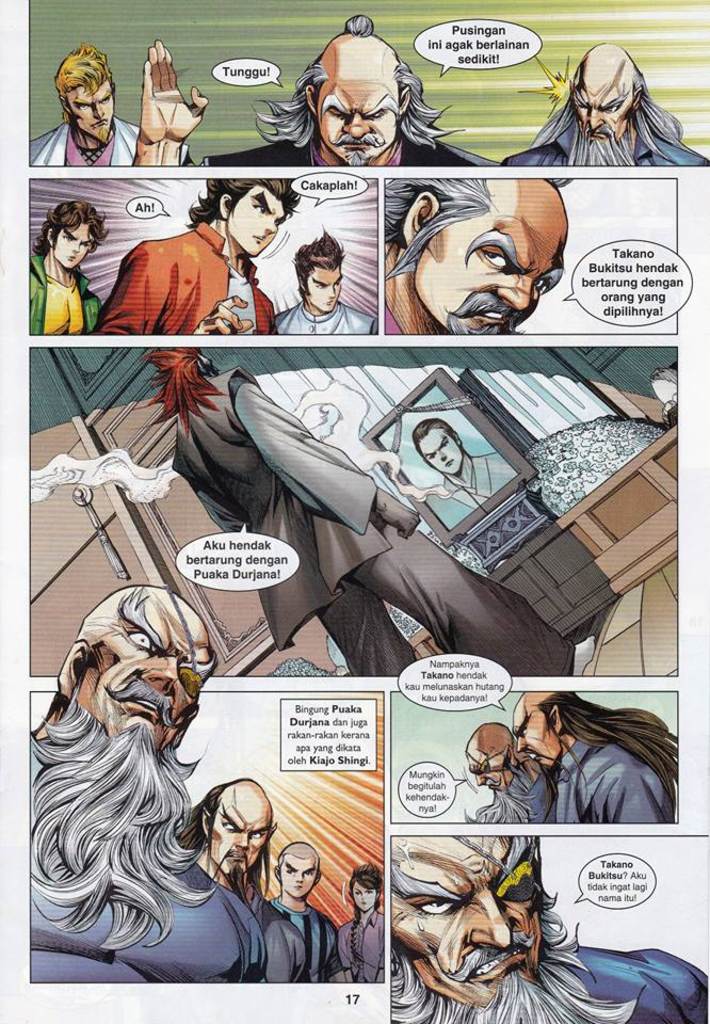 Tunggu!
Pusingan
ini agak berlainan
sedikit!
Ah!
Cakaplah!
Takano
Bukitsu hendak
bertarung dengan
orang yang
dipilihnya!
Aku hendak
bertarung dengan
Puaka Durjana!
Bingung Puaka
Durjana dan juga
rakan-rakan kerana
apa yang dikata
oleh Kiajo Shingi.
Nampaknya
Takano hendak
kau melunaskan hutang
kau kepadanya!
Mungkin
begitulah
kehendak-
nya!
Takano
Bukitsu? Aku
tidak ingat lagi
nama itu!
17